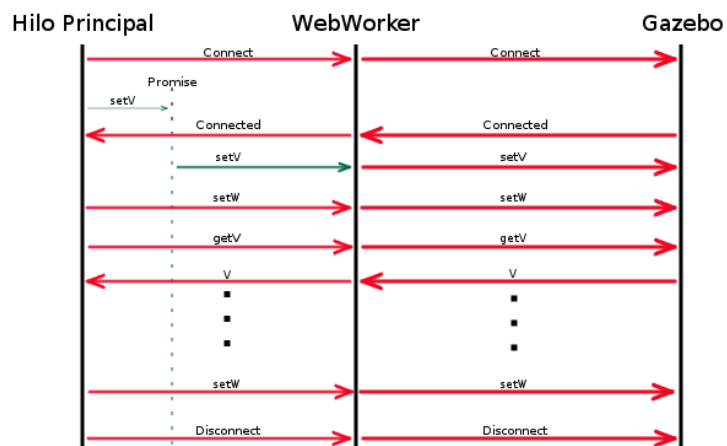 Hilo Principal WebWorker Gazebo
Connect Connect
Promise
setV
Connected Connected
setV setV
setW setW
getV getV
V V
setW setW
Disconnect Disconnect